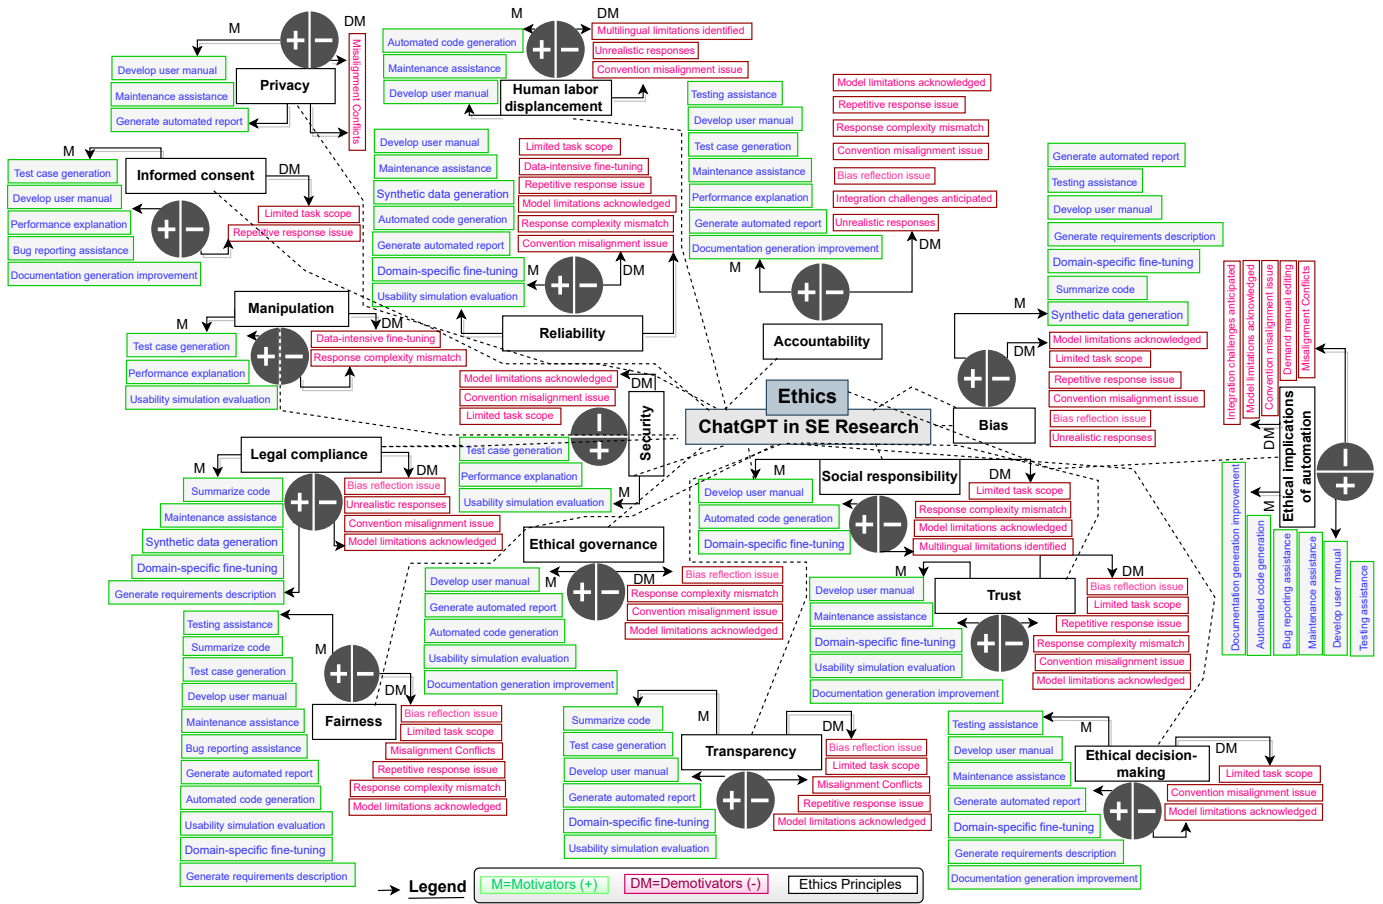 M
DM
Misalignment Conflicts
Develop user manual
Maintenance assistance
Generate automated report
Privacy
M
DM
Automated code generation
Maintenance assistance
Develop user manual
Multilingual limitations identified
Unrealistic responses
Convention misalignment issue
Human labor
displancement
Testing assistance
Develop user manual
Test case generation
Maintenance assistance
Performance explanation
Generate automated report
Documentation generation improvement
Model limitations acknowledged
Repetitive response issue
Response complexity mismatch
Convention misalignment issue
Bias reflection issue
Integration challenges anticipated
Unrealistic responses
M
DM
Accountability
M
Test case generation
Develop user manual
Performance explanation
Bug reporting assistance
Documentation generation improvement
Informed consent
DM
Limited task scope
Repetitive response issue
Develop user manual
Maintenance assistance
Synthetic data generation
Automated code generation
Generate automated report
Domain-specific fine-tuning
Usability simulation evaluation
Limited task scope
Data-intensive fine-tuning
Repetitive response issue
Model limitations acknowledged
Response complexity mismatch
Convention misalignment issue
M
DM
Reliability
Generate automated report
Testing assistance
Develop user manual
Generate requirements description
Domain-specific fine-tuning
Summarize code
Synthetic data generation
M
DM
Model limitations acknowledged
Limited task scope
Repetitive response issue
Convention misalignment issue
Bias reflection issue
Unrealistic responses
Bias
Manipulation
M
DM
Test case generation
Performance explanation
Usability simulation evaluation
Data-intensive fine-tuning
Response complexity mismatch
Model limitations acknowledged
Convention misalignment issue
Limited task scope
DM
Security
Test case generation
Performance explanation
Usability simulation evaluation
M
Ethics
ChatGPT in SE Research
Integration challenges anticipated
Model limitations acknowledged
Convention misalignment issue
Demand manual editing
Misalignment Conflicts
DM
Ethical implications
of automation
M
Documentation generation improvement
Automated code generation
Bug reporting assistance
Maintenance assistance
Develop user manual
Testing assistance
Legal compliance
M
DM
Summarize code
Maintenance assistance
Synthetic data generation
Domain-specific fine-tuning
Generate requirements description
Bias reflection issue
Unrealistic responses
Convention misalignment issue
Model limitations acknowledged
Social responsibility
M
DM
Develop user manual
Automated code generation
Domain-specific fine-tuning
Limited task scope
Response complexity mismatch
Model limitations acknowledged
Multilingual limitations identified
Ethical governance
M
DM
Develop user manual
Generate automated report
Automated code generation
Usability simulation evaluation
Documentation generation improvement
Bias reflection issue
Response complexity mismatch
Convention misalignment issue
Model limitations acknowledged
Trust
M
DM
Develop user manual
Maintenance assistance
Domain-specific fine-tuning
Usability simulation evaluation
Documentation generation improvement
Bias reflection issue
Limited task scope
Repetitive response issue
Response complexity mismatch
Convention misalignment issue
Model limitations acknowledged
Testing assistance
Summarize code
Test case generation
Develop user manual
Maintenance assistance
Bug reporting assistance
Generate automated report
Automated code generation
Usability simulation evaluation
Domain-specific fine-tuning
Generate requirements description
M
DM
Fairness
Bias reflection issue
Limited task scope
Misalignment Conflicts
Repetitive response issue
Response complexity mismatch
Model limitations acknowledged
Summarize code
Test case generation
Develop user manual
Generate automated report
Domain-specific fine-tuning
Usability simulation evaluation
M
DM
Transparency
Bias reflection issue
Limited task scope
Misalignment Conflicts
Repetitive response issue
Model limitations acknowledged
Testing assistance
Develop user manual
Maintenance assistance
Generate automated report
Domain-specific fine-tuning
Generate requirements description
Documentation generation improvement
M
DM
Ethical decision-
making
Limited task scope
Convention misalignment issue
Model limitations acknowledged
Legend
M=Motivators (+)
DM=Demotivators (-)
Ethics Principles